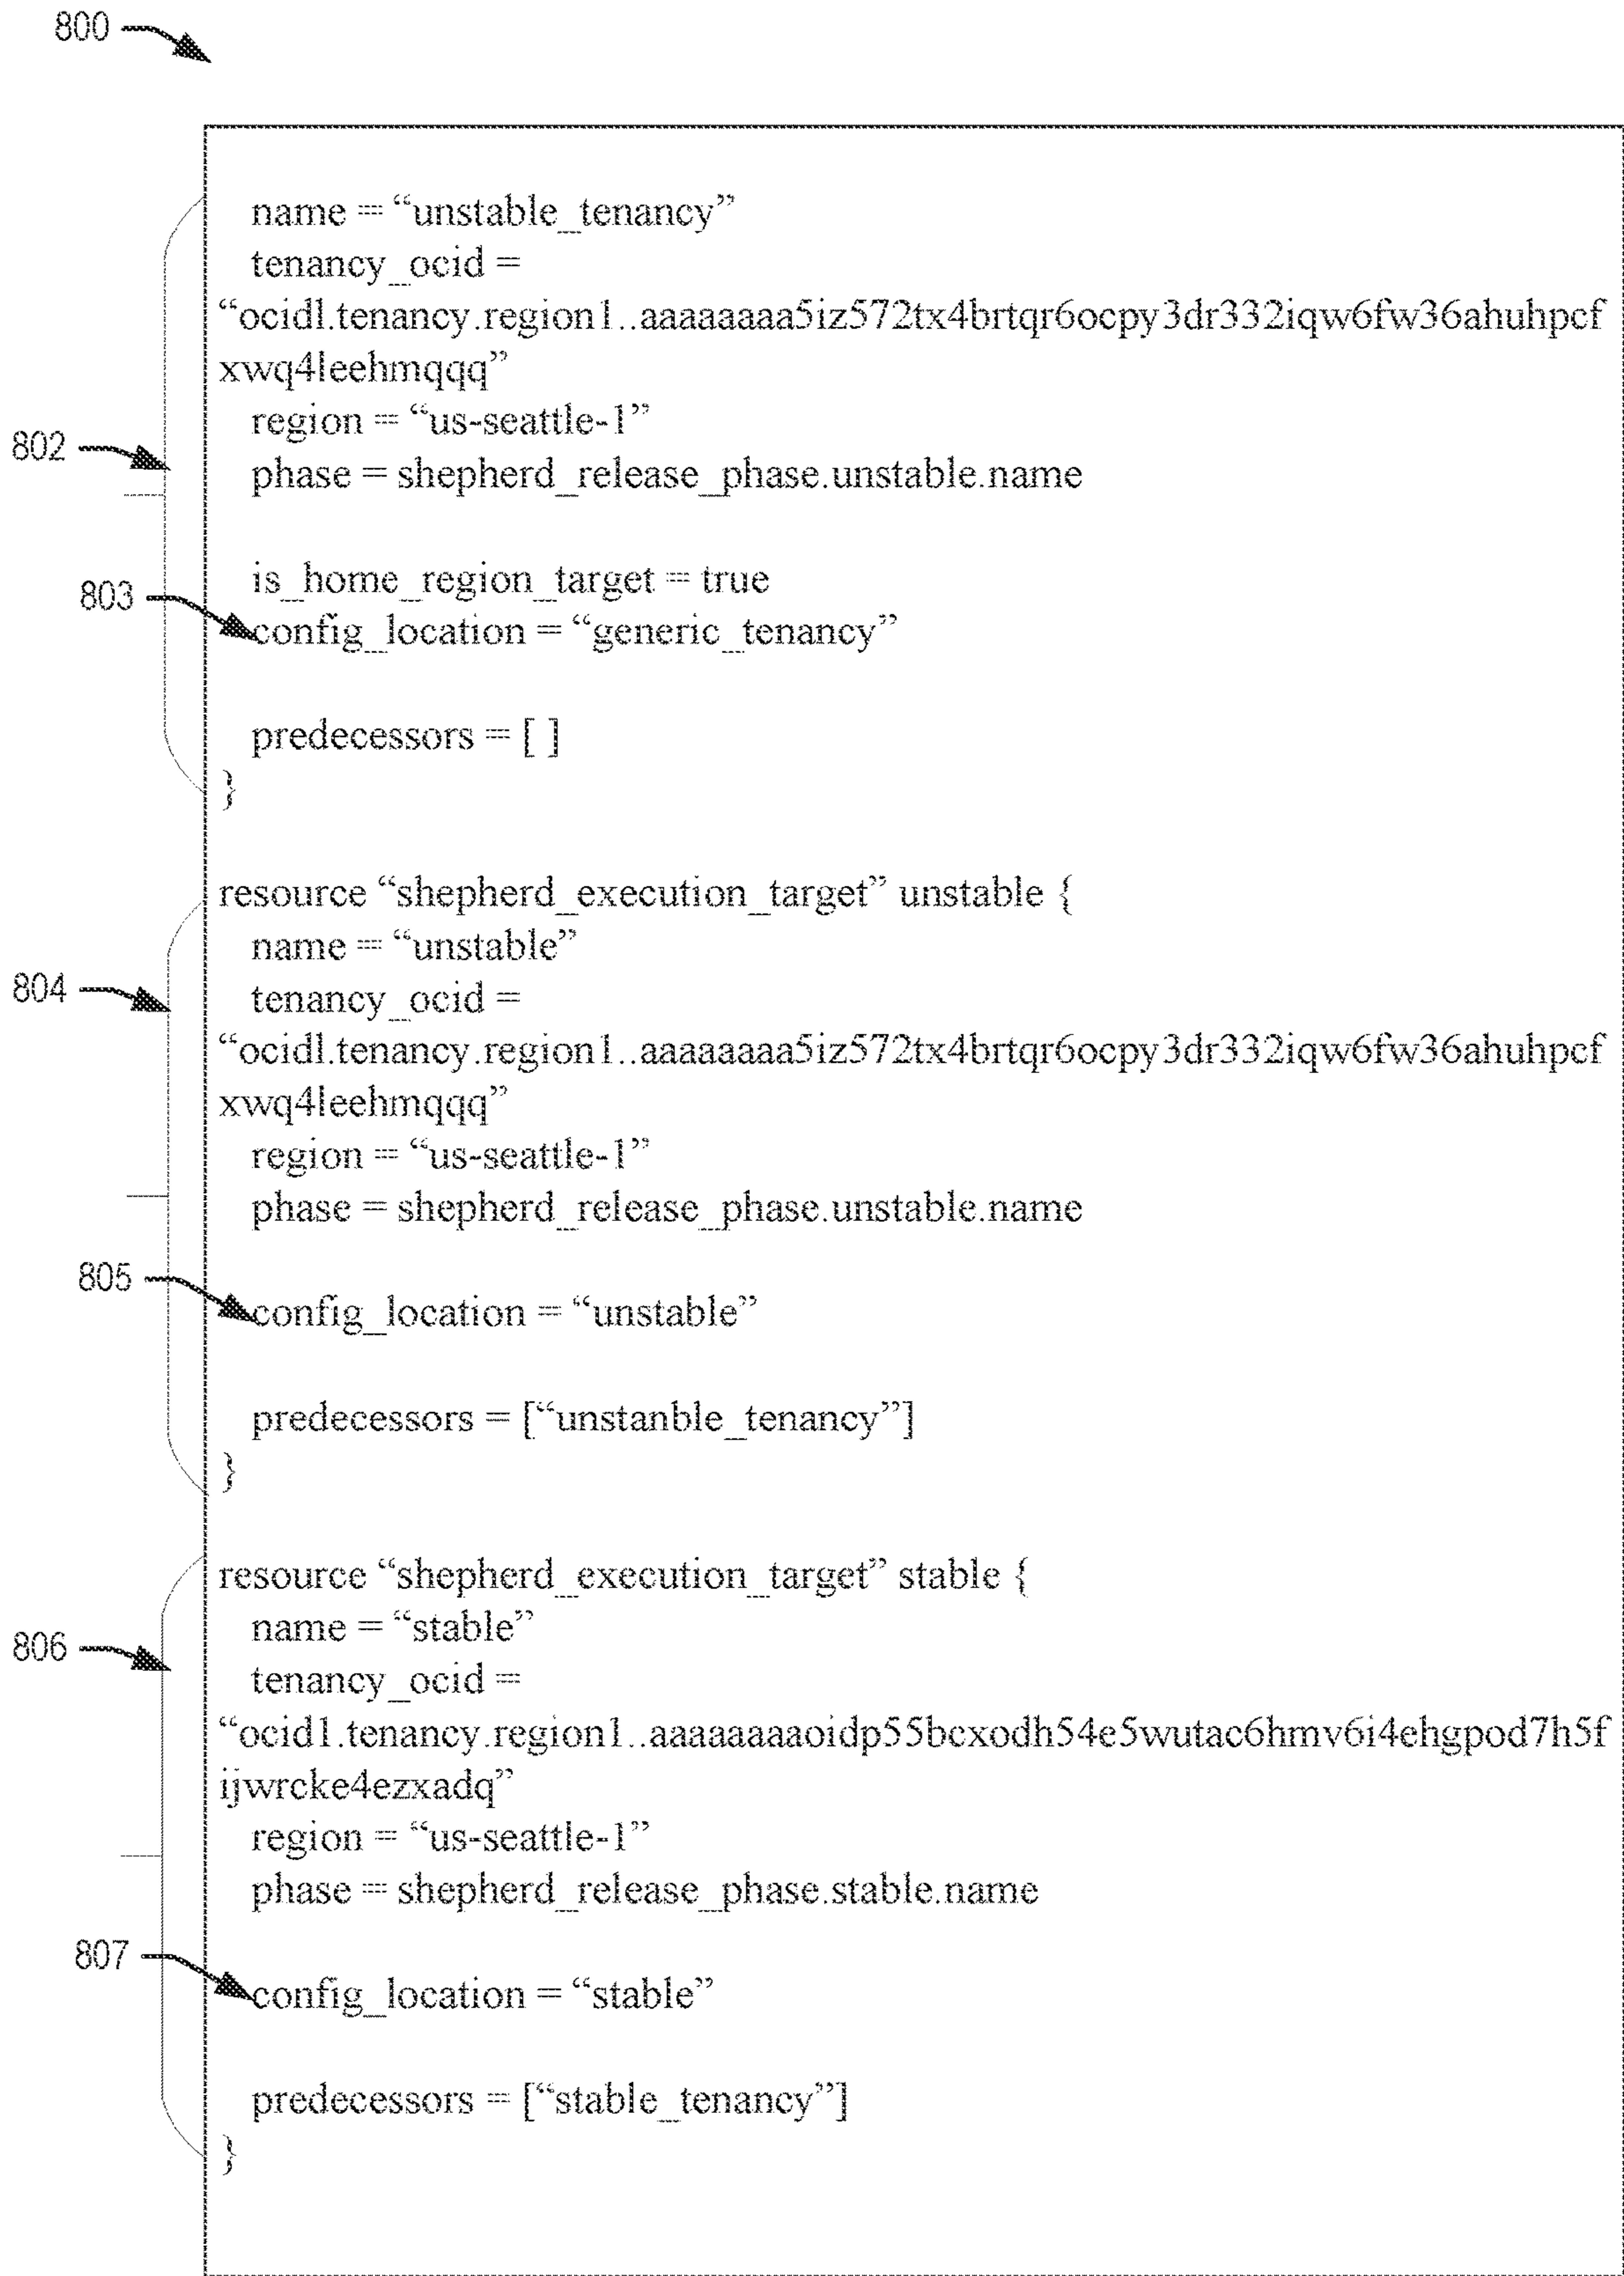 800
name = “unstable_tenancy”
tenancy_ocid =
“ocid1.tenancy.region1..aaaaaaaa5iz572tx4brtqr6ocpy3dr332iqw6fw36ahuhpcf
xwq4leehmqqq”
region = “us-seattle-1”
802
phase = shepherd_release_phase.unstable.name
is_home_region_target = true
803
config_location = “generic_tenancy”
predecessors = [ ]
}
resource “shepherd_execution_target” unstable {
name = “unstable”
804
tenancy_ocid =
“ocid1.tenancy.region1..aaaaaaaa5iz572tx4brtqr6ocpy3dr332iqw6fw36ahuhpcf
xwq4leehmqqq”
region = “us-seattle-1”
phase = shepherd_release_phase.unstable.name
805
config_location = “unstable”
predecessors = [“unstanble_tenancy”]
}
resource “shepherd_execution_target” stable {
name = “stable”
806
tenancy_ocid =
“ocid1.tenancy.region1..aaaaaaaaoidp55bcxodh54e5wutac6hmv6i4ehgpod7h5f
ijwrcke4ezxadq”
region = “us-seattle-1”
phase = shepherd_release_phase.stable.name
807
config_location = “stable”
predecessors = [“stable_tenancy”]
}